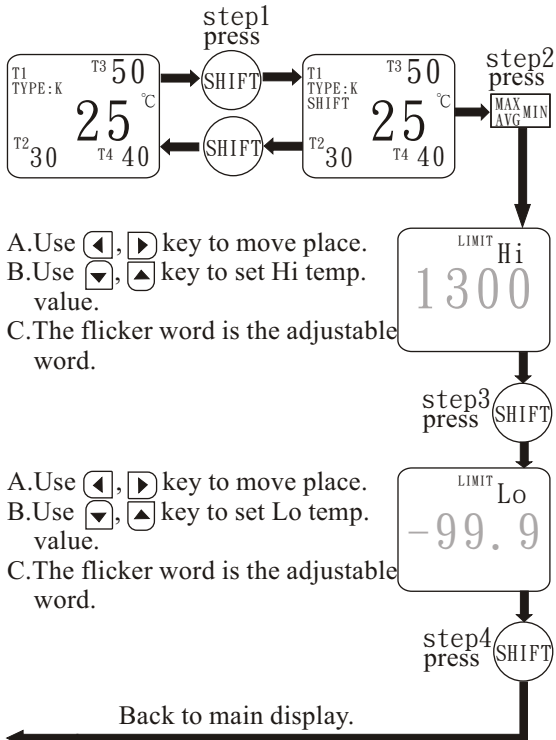 step1
press
step2
press
T1
TYPE:K
T3 50
25 ℃
T2 30
T4 40
SHIFT
SHIFT
T1
TYPE:K
SHIFT
T3 50
25 ℃
T2 30
T4 40
MAX MIN
AVG
A.Use ◀, ▶ key to move place.
B.Use ▼, ▲ key to set Hi temp.
value.
C.The flicker word is the adjustable
word.
LIMIT Hi
1300
step3
press
SHIFT
A.Use ◀, ▶ key to move place.
B.Use ▼, ▲ key to set Lo temp.
value.
C.The flicker word is the adjustable
word.
LIMIT Lo
-99.9
step4
press
SHIFT
Back to main display.